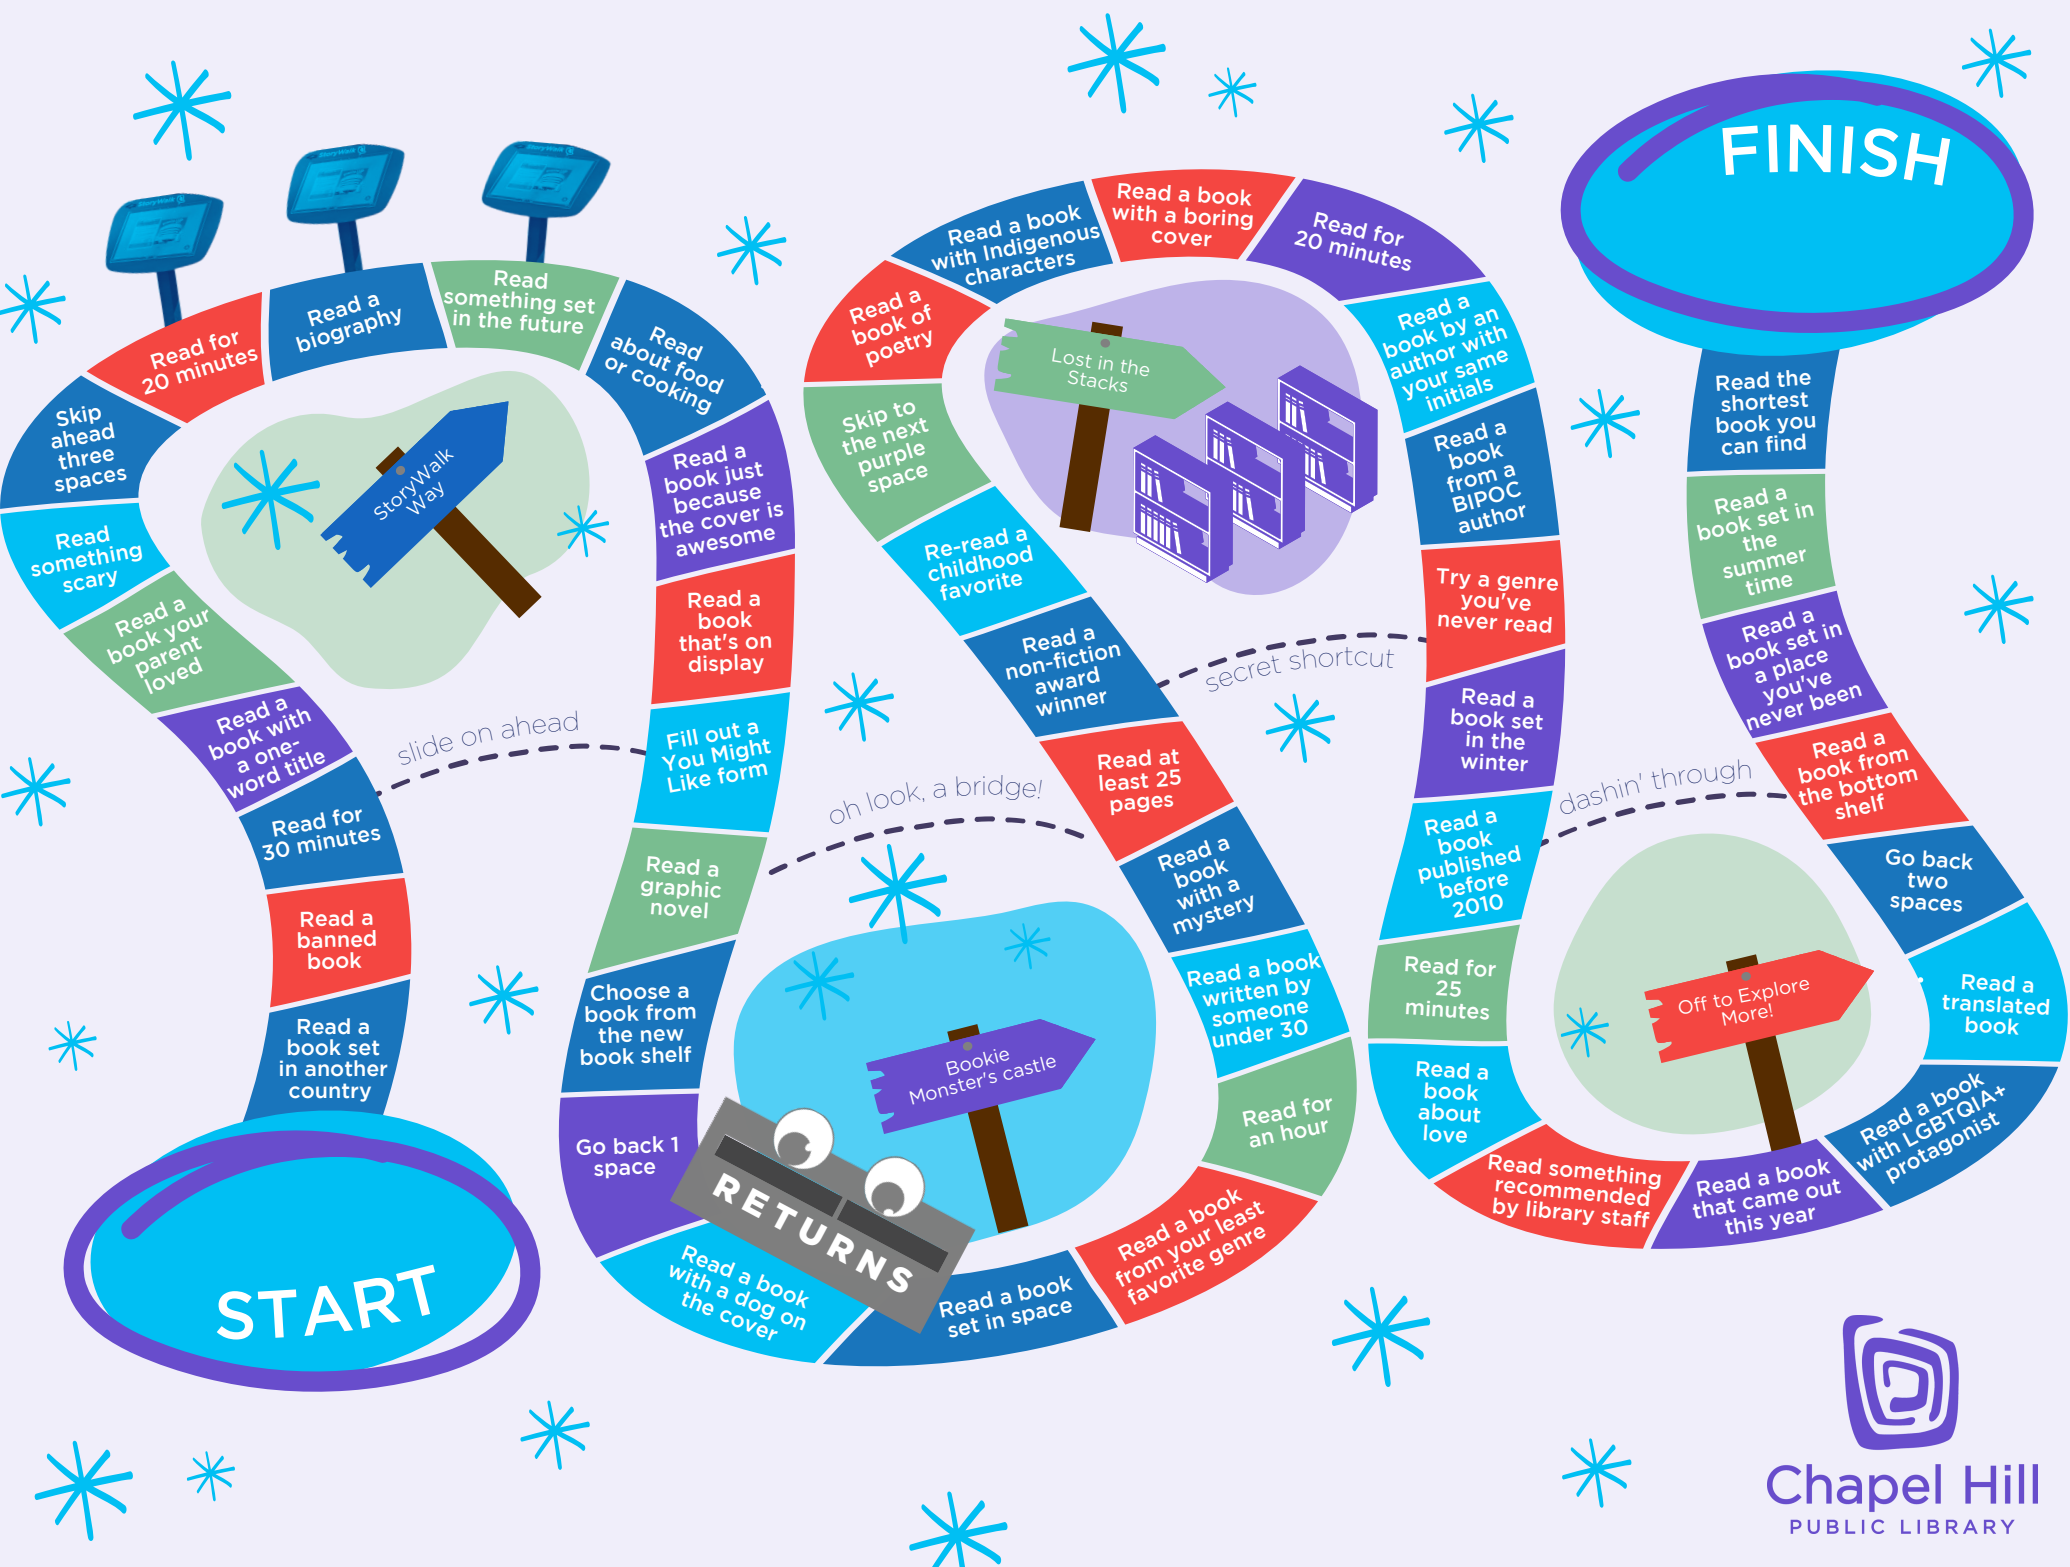 START
Read a
book set
in another
country
Read a
banned
book
Read for
30 minutes
slide on ahead
Read a
book with
a one-
word title
Read a
book your
parent
loved
Read
something
scary
Skip
ahead
three
spaces
Read for
20 minutes
Read a
biography
Read
something set
in the future
Read
about food
or cooking
StoryWalk
Way
Read a
book just
because
the cover is
awesome
Read a
book
that's on
display
Fill out a
You Might
Like form
Read a
graphic
novel
oh look, a bridge!
Choose a
book from
the new
book shelf
Go back 1
space
RETURNS
Bookie
Monster's castle
Read a book
with a dog on
the cover
Read a book
set in space
Read a book
from your least
favorite genre
Read for
an hour
Read a book
written by
someone
under 30
Read a
book
with a
mystery
Read at
least 25
pages
Read a
non-fiction
award
winner
secret shortcut
Re-read a
childhood
favorite
Skip to
the next
purple
space
Read a
book of
poetry
Read a book
with Indigenous
characters
Read a book
with a boring
cover
Read for
20 minutes
Lost in the
Stacks
Read a
book by an
author with
your same
initials
Read a
book
from a
BIPOC
author
Try a genre
you've
never read
Read a
book set
in the
winter
Read a
book
published
before
2010
dashin' through
Read for
25
minutes
Read a
book
about
love
Read something
recommended
by library staff
Read a book
that came out
this year
Off to Explore
More!
Read a book
with LGBTQIA+
protagonist
Read a
translated
book
Go back
two
spaces
Read a
book from
the bottom
shelf
Read a
book set in
a place
you've
never been
Read a
book set in
the
summer
time
Read the
shortest
book you
can find
FINISH
Chapel Hill
PUBLIC LIBRARY